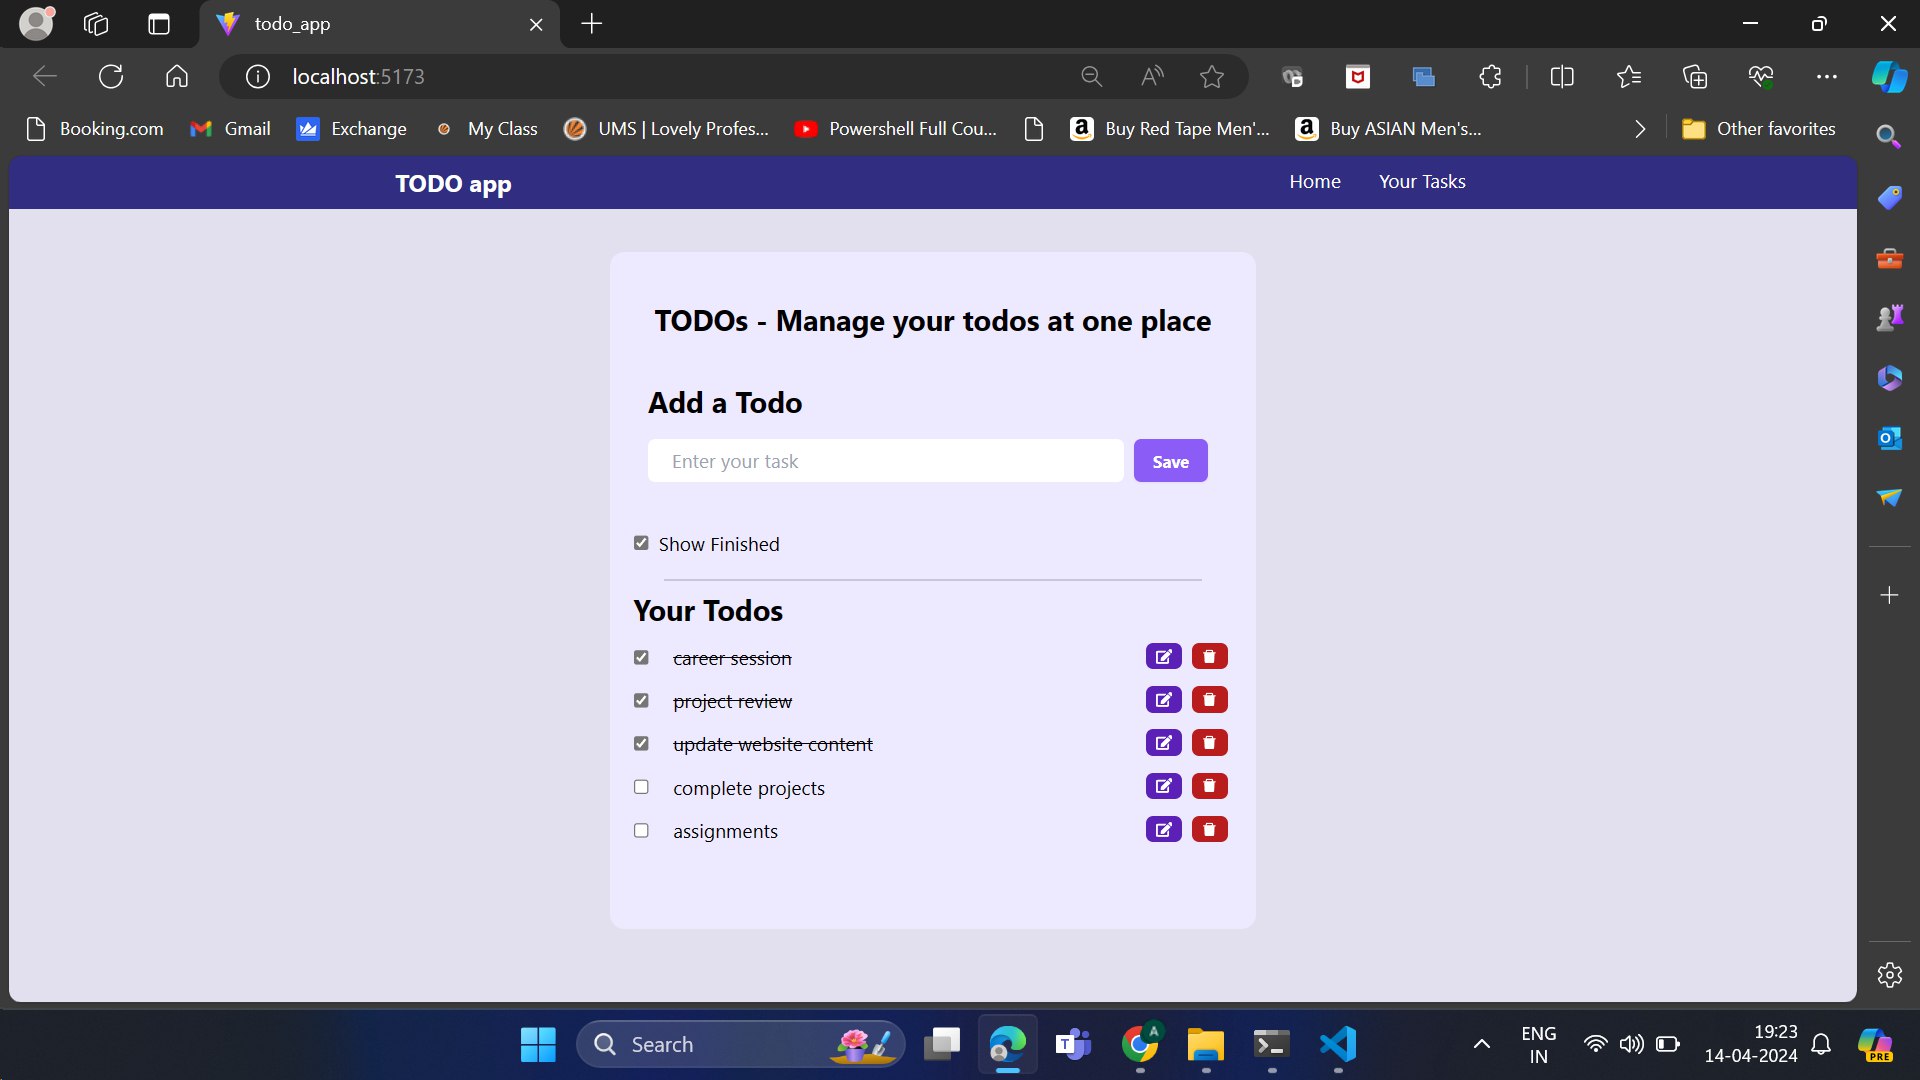 todo_app
localhost:5173
Booking.com Gmail Exchange My Class UMS | Lovely Profes... Powershell Full Cou... Buy Red Tape Men'... Buy ASIAN Men's... Other favorites
TODO app Home Your Tasks
TODOs - Manage your todos at one place
Add a Todo
Enter your task Save
Show Finished
Your Todos
career session
project review
update website content
complete projects
assignments
Search
ENG
IN
19:23
14-04-2024
A
T
PRE